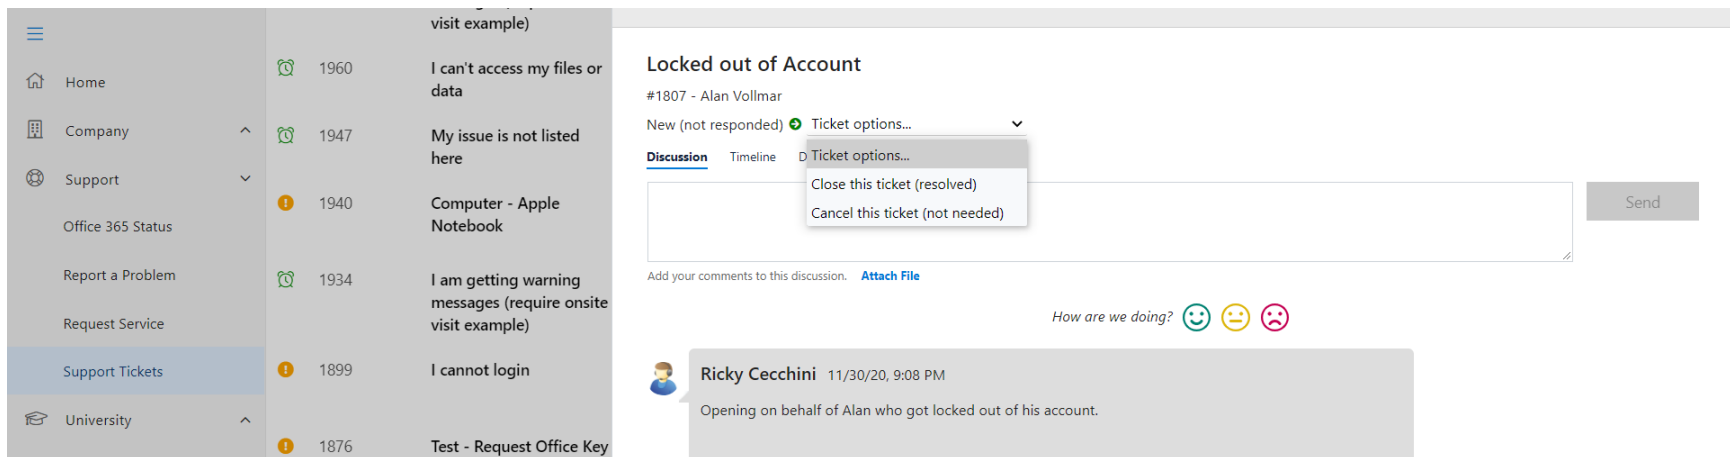 Home
Company
Support
Office 365 Status
Report a Problem
Request Service
Support Tickets
University
visit example)
1960 I can't access my files or
data
1947 My issue is not listed
here
1940 Computer - Apple
Notebook
1934 I am getting warning
messages (require onsite
visit example)
1899 I cannot login
1876 Test - Request Office Key
Locked out of Account
#1807 - Alan Vollmar
New (not responded) Ticket options...
Discussion Timeline D
Ticket options...
Close this ticket (resolved)
Cancel this ticket (not needed)
Send
Add your comments to this discussion. Attach File
How are we doing?
Ricky Cecchini 11/30/20, 9:08 PM
Opening on behalf of Alan who got locked out of his account.